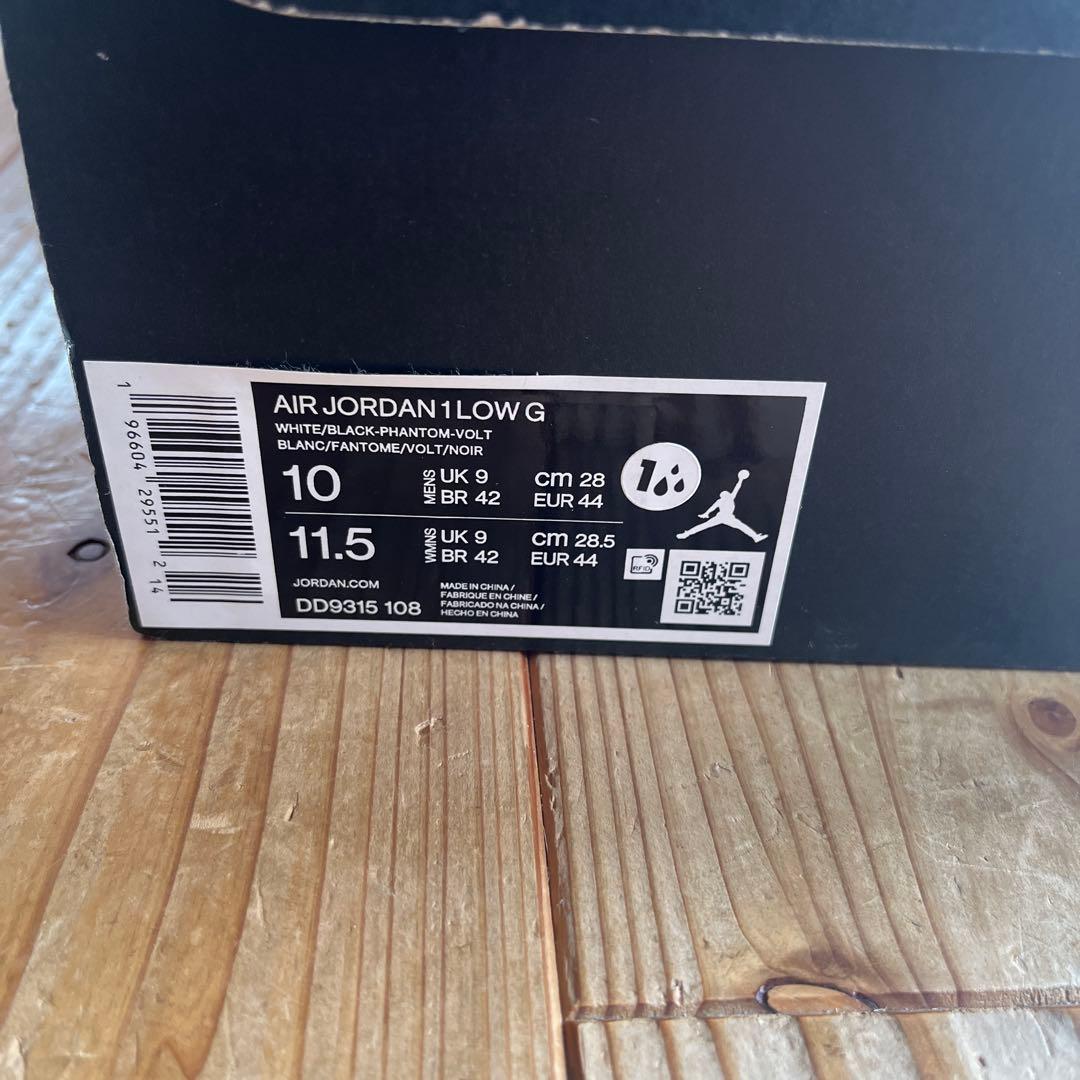 AIR JORDAN 1 LOW G
WHITE/BLACK-PHANTOM-VOLT
BLANC/FANTOME/VOLT/NOIR
10
MENS
UK 9
BR 42
cm 28
EUR 44
1
11.5
WMNS
UK 9
BR 42
cm 28.5
EUR 44
RFID
JORDAN.COM
DD9315 108
MADE IN CHINA /
FABRIQUE EN CHINE /
FABRICADO NA CHINA /
HECHO EN CHINA
1 96604 29551 2 14